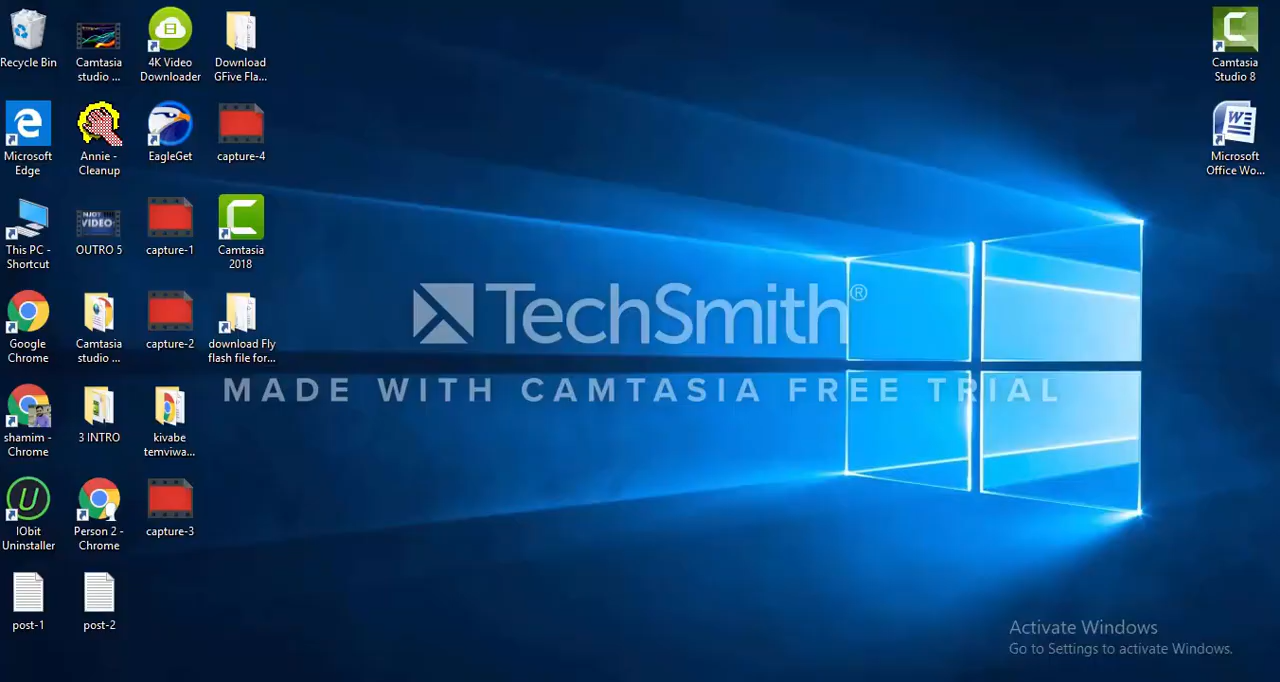 Recycle Bin
Camtasia
studio ...
4K Video
Downloader
Download
GFive Fla...
Camtasia
Studio 8
Microsoft
Edge
Annie -
Cleanup
EagleGet
capture-4
W
Microsoft
Office Wo...
This PC -
Shortcut
ENJOY THE
VIDEO
OUTRO 5
capture-1
Camtasia
2018
TechSmith®
MADE WITH CAMTASIA FREE TRIAL
Google
Chrome
Camtasia
studio ...
capture-2
download Fly
flash file for...
shamim -
Chrome
3 INTRO
kivabe
temviwa...
IObit
Uninstaller
Person 2 -
Chrome
capture-3
post-1
post-2
Activate Windows
Go to Settings to activate Windows.